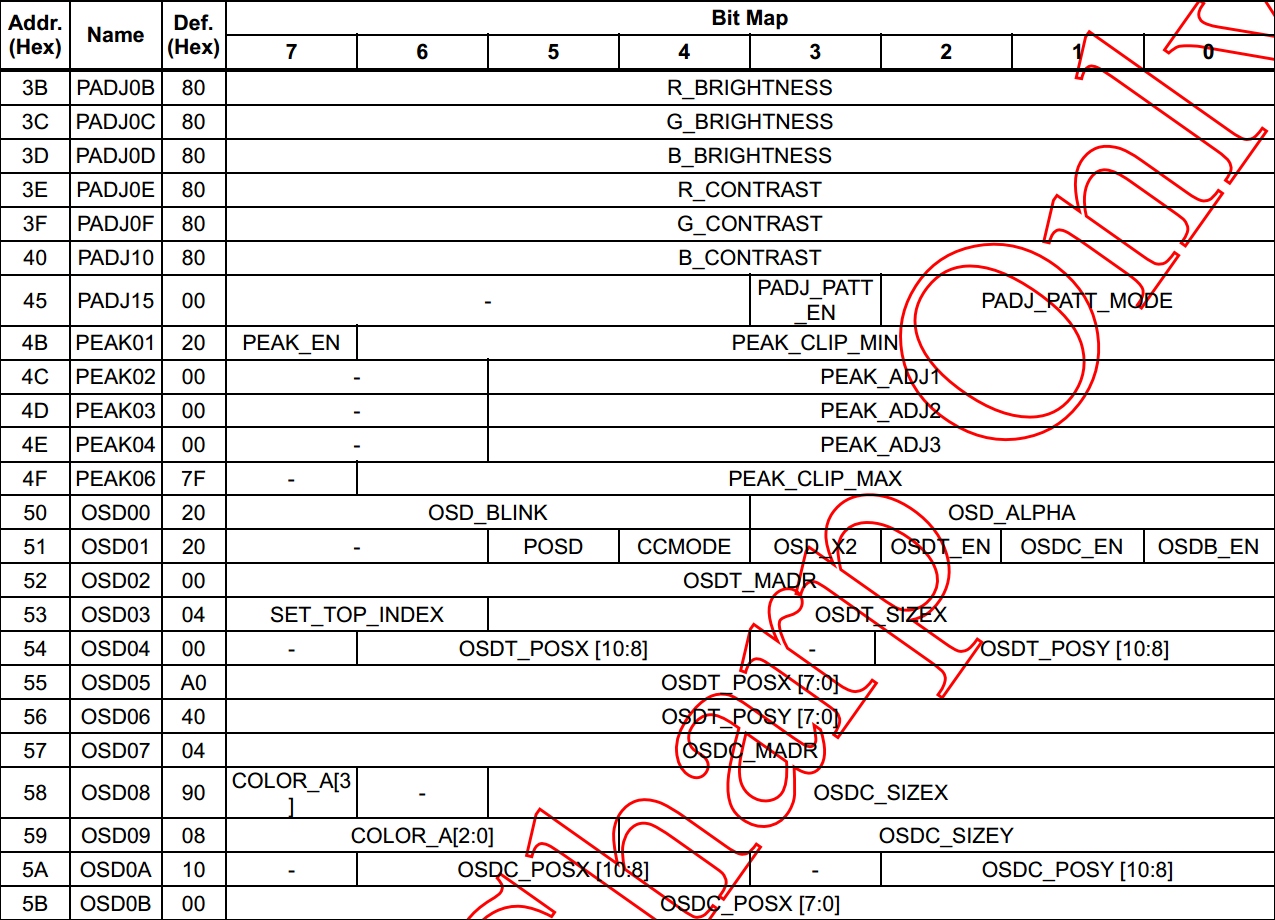 Addr. (Hex) Name Def. (Hex) Bit Map
7 6 5 4 3 2 1 0
3B PADJ0B 80 R_BRIGHTNESS
3C PADJ0C 80 G_BRIGHTNESS
3D PADJ0D 80 B_BRIGHTNESS
3E PADJ0E 80 R_CONTRAST
3F PADJ0F 80 G_CONTRAST
40 PADJ10 80 B_CONTRAST
45 PADJ15 00 - PADJ_PATT_EN PADJ_PATT_MODE
4B PEAK01 20 PEAK_EN PEAK_CLIP_MIN
4C PEAK02 00 - PEAK_ADJ1
4D PEAK03 00 - PEAK_ADJ2
4E PEAK04 00 - PEAK_ADJ3
4F PEAK06 7F - PEAK_CLIP_MAX
50 OSD00 20 OSD_BLINK OSD_ALPHA
51 OSD01 20 - POSD CCMODE OSD_X2 OSDT_EN OSDC_EN OSDB_EN
52 OSD02 00 OSDT_MADR
53 OSD03 04 SET_TOP_INDEX OSDT_SIZEX
54 OSD04 00 - OSDT_POSX [10:8] - OSDT_POSY [10:8]
55 OSD05 A0 OSDT_POSX [7:0]
56 OSD06 40 OSDT_POSY [7:0]
57 OSD07 04 OSDC_MADR
58 OSD08 90 COLOR_A[3] - OSDC_SIZEX
59 OSD09 08 COLOR_A[2:0] OSDC_SIZEY
5A OSD0A 10 - OSDC_POSX [10:8] - OSDC_POSY [10:8]
5B OSD0B 00 OSDC_POSX [7:0]